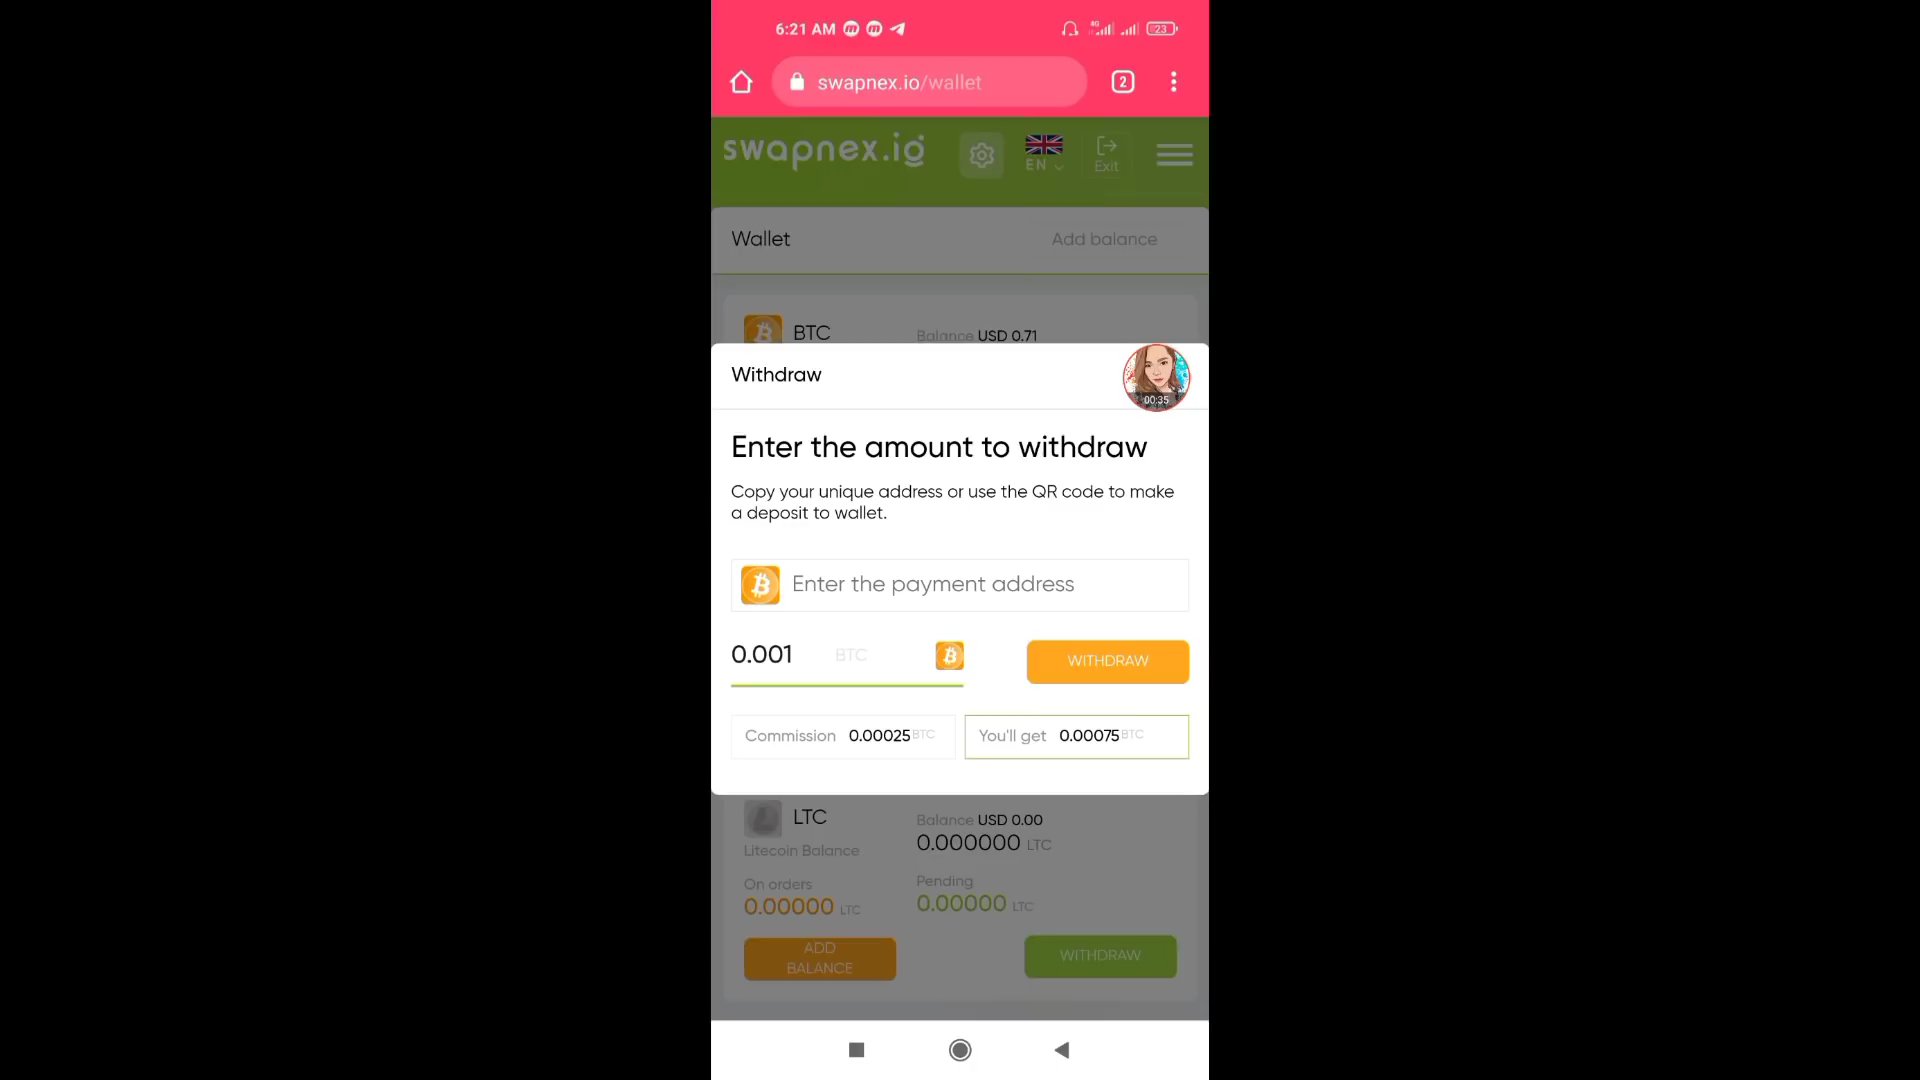 6:21 AM
4G
23
swapnex.io/wallet
2
swapnex.io
EN
Exit
Wallet
Add balance
BTC
Balance USD 0.71
Withdraw
00:35
Enter the amount to withdraw
Copy your unique address or use the QR code to make
a deposit to wallet.
Enter the payment address
0.001 BTC
WITHDRAW
Commission 0.00025 BTC
You'll get 0.00075 BTC
LTC
Balance USD 0.00
0.000000 LTC
Litecoin Balance
On orders
Pending
0.00000 LTC
0.00000 LTC
ADD
BALANCE
WITHDRAW